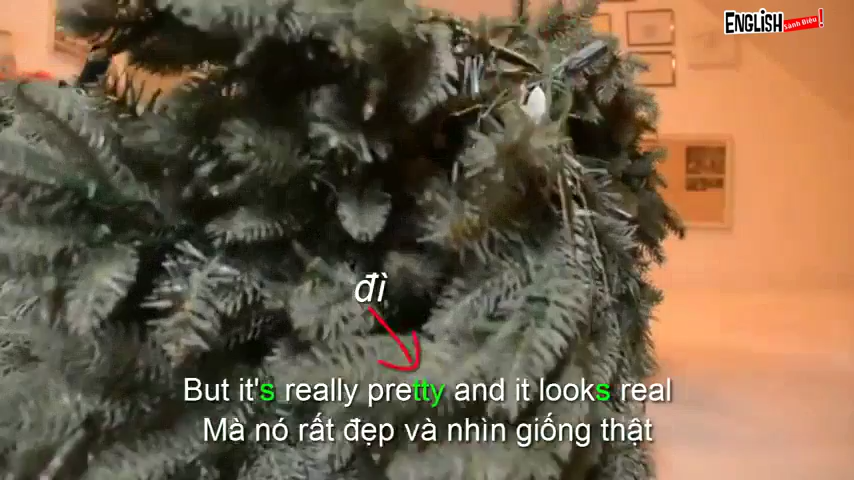 ENGLISH Sành Điệu!
đì
But it's really pretty and it looks real
Mà nó rất đẹp và nhìn giống thật